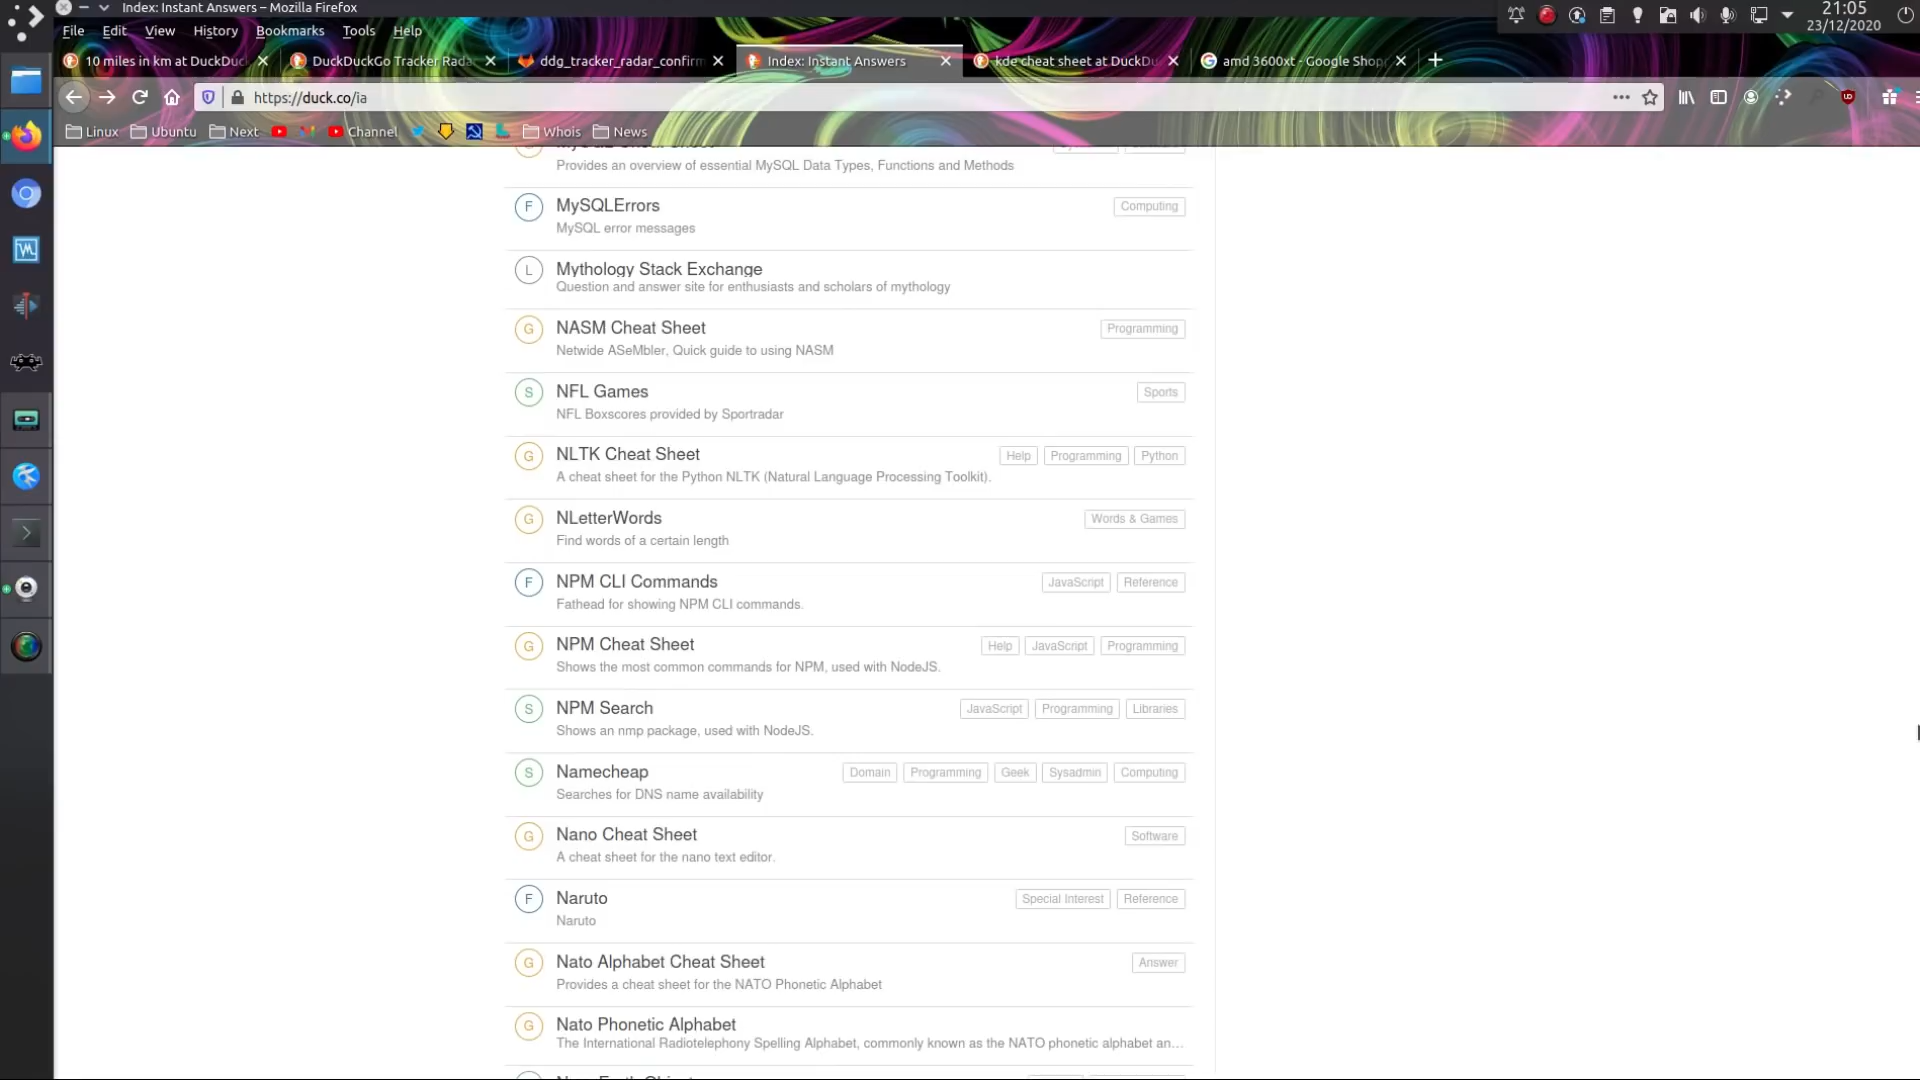 Index: Instant Answers – Mozilla Firefox
21:05
23/12/2020
File Edit View History Bookmarks Tools Help
10 miles in km at DuckDuc
DuckDuckGo Tracker Rada
ddg_tracker_radar_confirm
Index: Instant Answers
kde cheat sheet at DuckDu
amd 3600xt - Google Shop
https://duck.co/ia
Linux Ubuntu Next Channel Whois News
Provides an overview of essential MySQL Data Types, Functions and Methods
F MySQLErrors Computing
MySQL error messages
L Mythology Stack Exchange
Question and answer site for enthusiasts and scholars of mythology
G NASM Cheat Sheet Programming
Netwide ASeMbler, Quick guide to using NASM
S NFL Games Sports
NFL Boxscores provided by Sportradar
G NLTK Cheat Sheet Help Programming Python
A cheat sheet for the Python NLTK (Natural Language Processing Toolkit).
G NLetterWords Words & Games
Find words of a certain length
F NPM CLI Commands JavaScript Reference
Fathead for showing NPM CLI commands.
G NPM Cheat Sheet Help JavaScript Programming
Shows the most common commands for NPM, used with NodeJS.
S NPM Search JavaScript Programming Libraries
Shows an nmp package, used with NodeJS.
S Namecheap Domain Programming Geek Sysadmin Computing
Searches for DNS name availability
G Nano Cheat Sheet Software
A cheat sheet for the nano text editor.
F Naruto Special Interest Reference
Naruto
G Nato Alphabet Cheat Sheet Answer
Provides a cheat sheet for the NATO Phonetic Alphabet
G Nato Phonetic Alphabet
The International Radiotelephony Spelling Alphabet, commonly known as the NATO phonetic alphabet an...